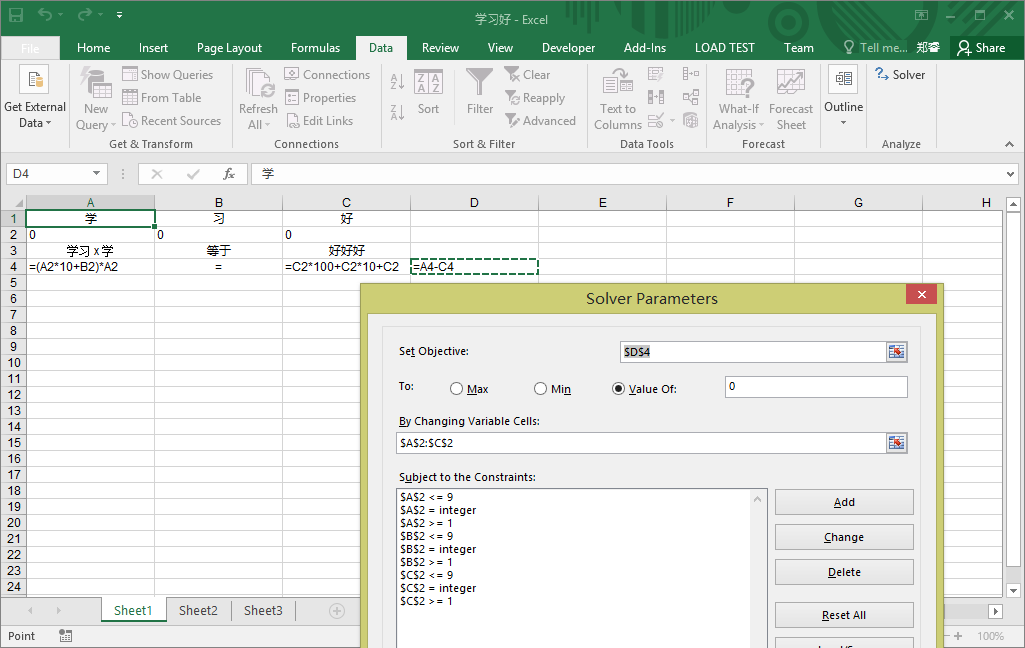 学习好 - Excel
File Home Insert Page Layout Formulas Data Review View Developer Add-Ins LOAD TEST Team Tell me... Share
Get External Data
New Query
Show Queries
From Table
Recent Sources
Get & Transform
Refresh All
Connections
Properties
Edit Links
Connections
Sort
Filter
Clear
Reapply
Advanced
Sort & Filter
Text to Columns
Data Tools
What-If Analysis
Forecast Sheet
Forecast
Outline
Solver
Analyze
D4 fx 学
A B C D E F G H
1 学 习 好
2 0 0 0
3 学习 x 学 等于 好好好
4 =(A2*10+B2)*A2 = =C2*100+C2*10+C2 =A4-C4
5
6
7
8
9
10
11
12
13
14
15
16
17
18
19
20
21
22
23
24
Solver Parameters
Set Objective: $D$4
To: Max Min Value Of: 0
By Changing Variable Cells:
$A$2:$C$2
Subject to the Constraints:
$A$2 <= 9
$A$2 = integer
$A$2 >= 1
$B$2 <= 9
$B$2 = integer
$B$2 >= 1
$C$2 <= 9
$C$2 = integer
$C$2 >= 1
Add
Change
Delete
Reset All
Sheet1 Sheet2 Sheet3
Point 100%